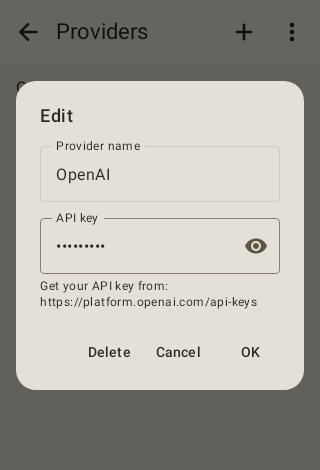 Providers
Edit
Provider name
OpenAI
API key
•••••••••
Get your API key from:
https://platform.openai.com/api-keys
Delete Cancel OK